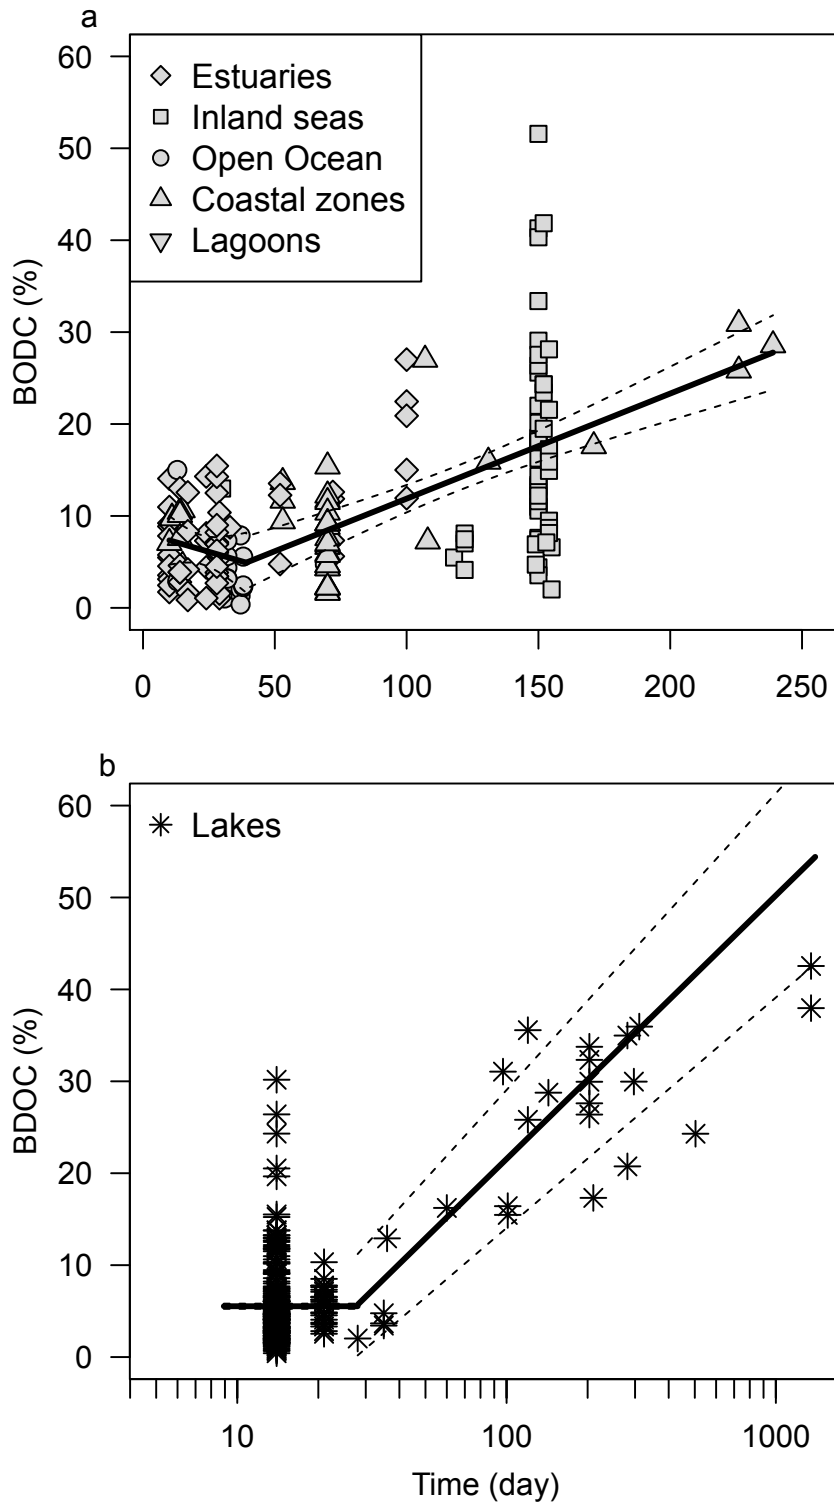 a
60
50
40
30
20
10
0
BODC (%)
Estuaries
Inland seas
Open Ocean
Coastal zones
Lagoons
0 50 100 150 200 250
b
60
50
40
30
20
10
0
BDOC (%)
Lakes
10 100 1000
Time (day)